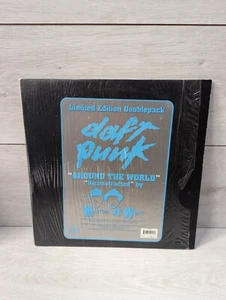 Limited Edition Doublepack
daft
punk
"AROUND THE WORLD"
"Reconstructed" by